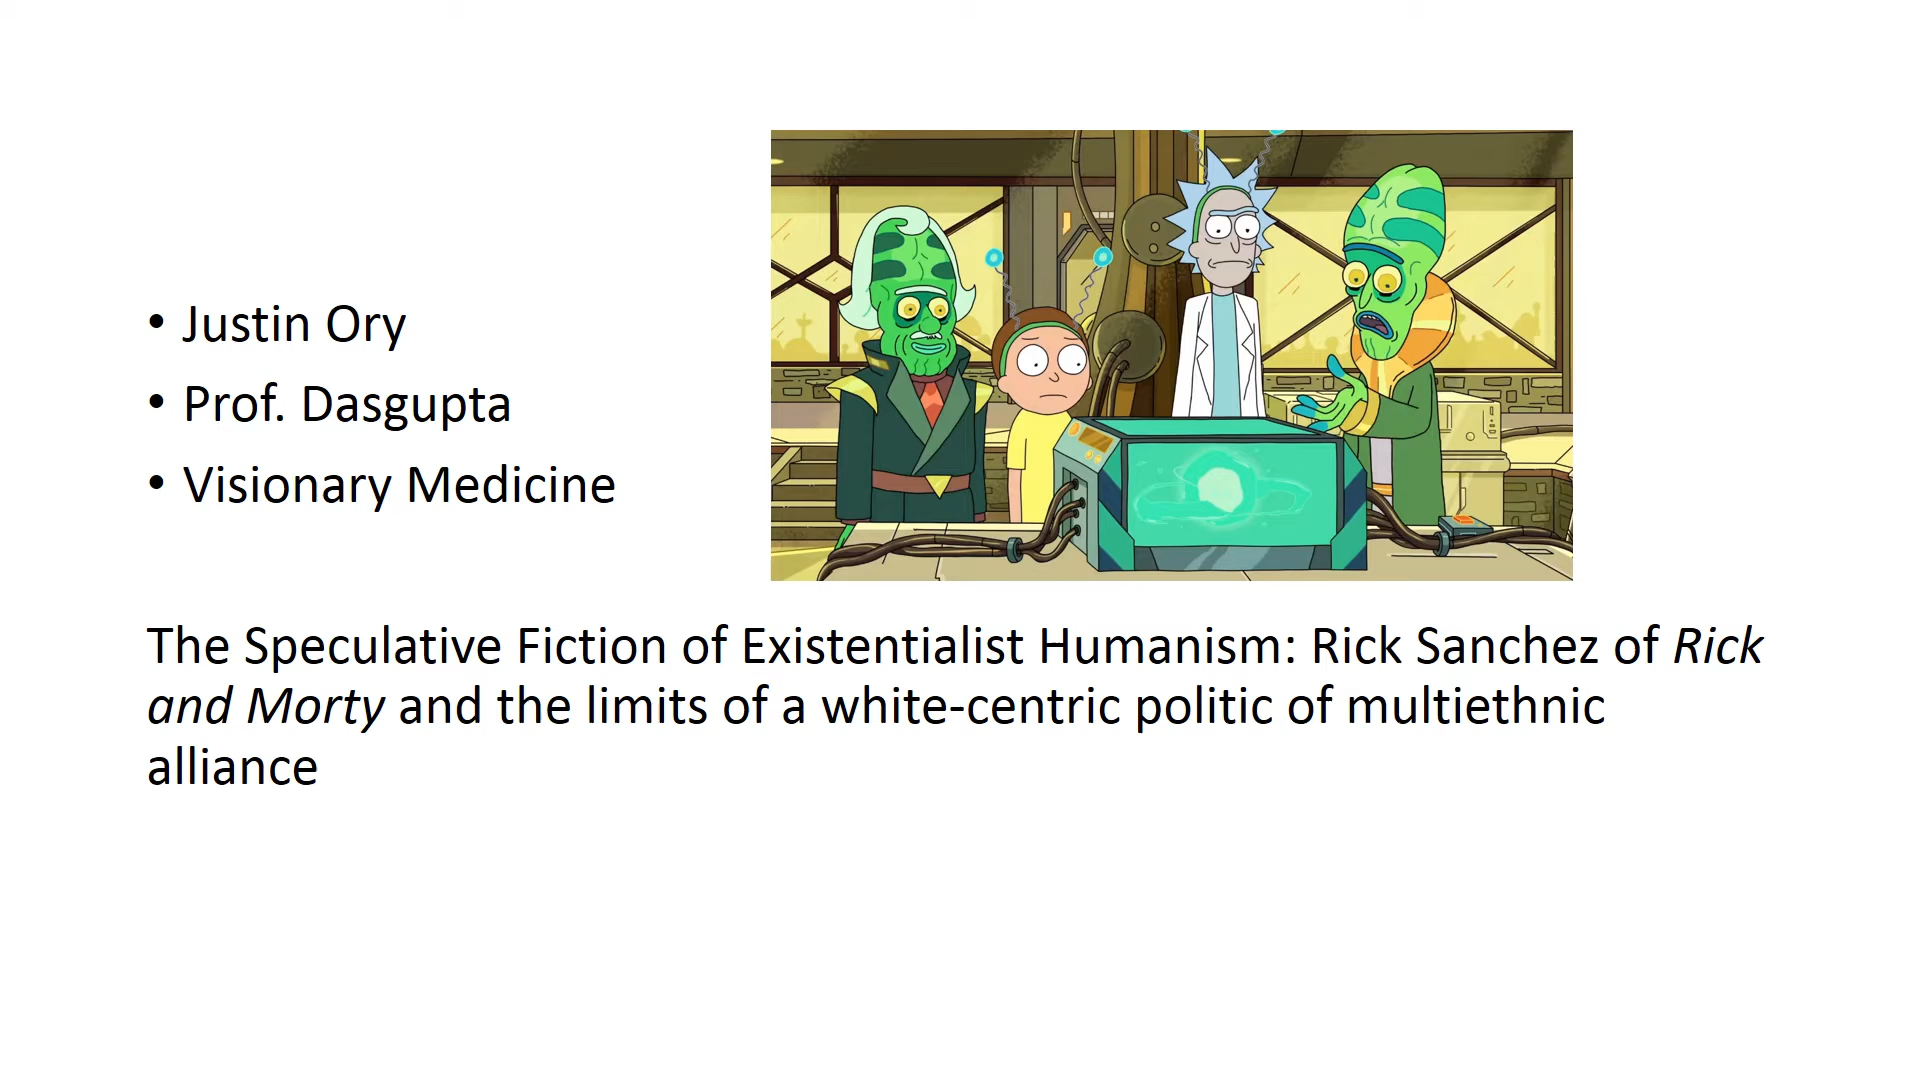 • Justin Ory
• Prof. Dasgupta
• Visionary Medicine
The Speculative Fiction of Existentialist Humanism: Rick Sanchez of Rick
and Morty and the limits of a white-centric politic of multiethnic
alliance